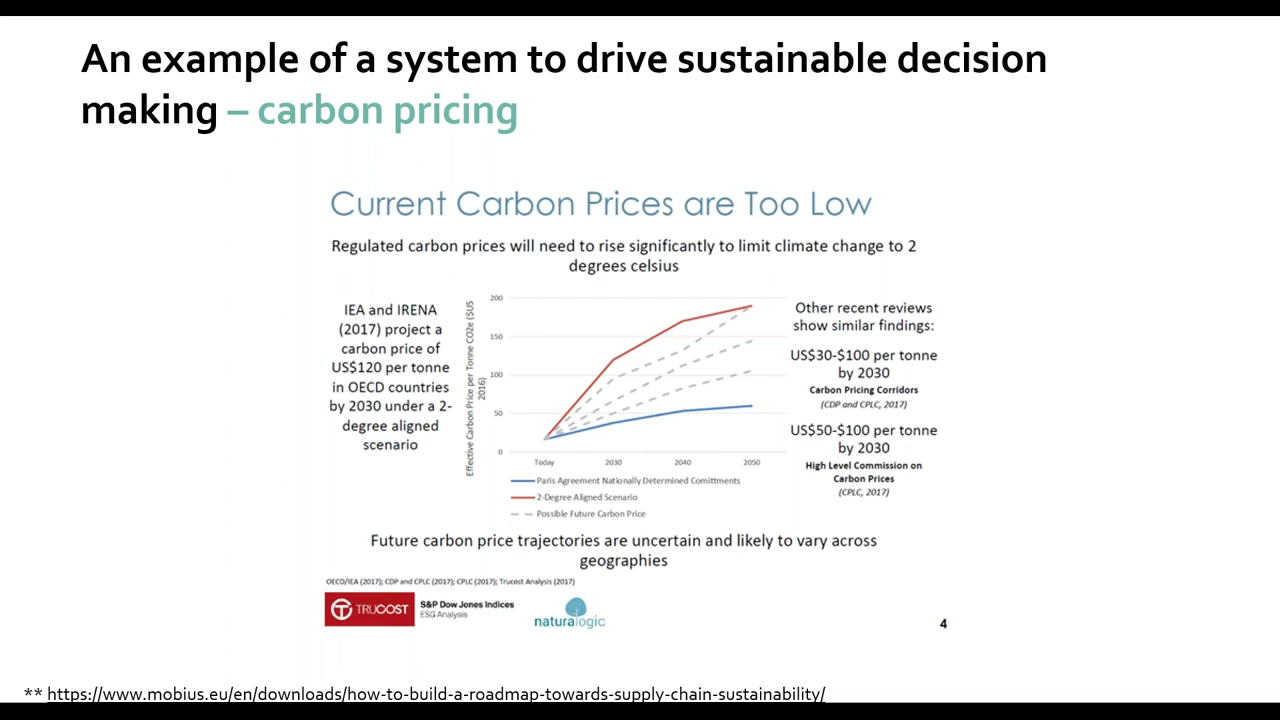 An example of a system to drive sustainable decision
making – carbon pricing
Current Carbon Prices are Too Low
Regulated carbon prices will need to rise significantly to limit climate change to 2
degrees celsius
IEA and IRENA
(2017) project a
carbon price of
US$120 per tonne
in OECD countries
by 2030 under a 2-
degree aligned
scenario
Effective Carbon Price per Tonne CO2e ($US
2016)
200
150
100
50
0
Today
2030
2040
2050
Paris Agreement Nationally Determined Comittments
2-Degree Aligned Scenario
Possible Future Carbon Price
Other recent reviews
show similar findings:
US$30-$100 per tonne
by 2030
Carbon Pricing Corridors
(CDP and CPLC, 2017)
US$50-$100 per tonne
by 2030
High Level Commission on
Carbon Prices
(CPLC, 2017)
Future carbon price trajectories are uncertain and likely to vary across
geographies
OECD/IEA (2017); CDP and CPLC (2017); CPLC (2017); Trucost Analysis (2017)
TRUCOST
S&P Dow Jones Indices
ESG Analysis
naturalogic
4
** https://www.mobius.eu/en/downloads/how-to-build-a-roadmap-towards-supply-chain-sustainability/